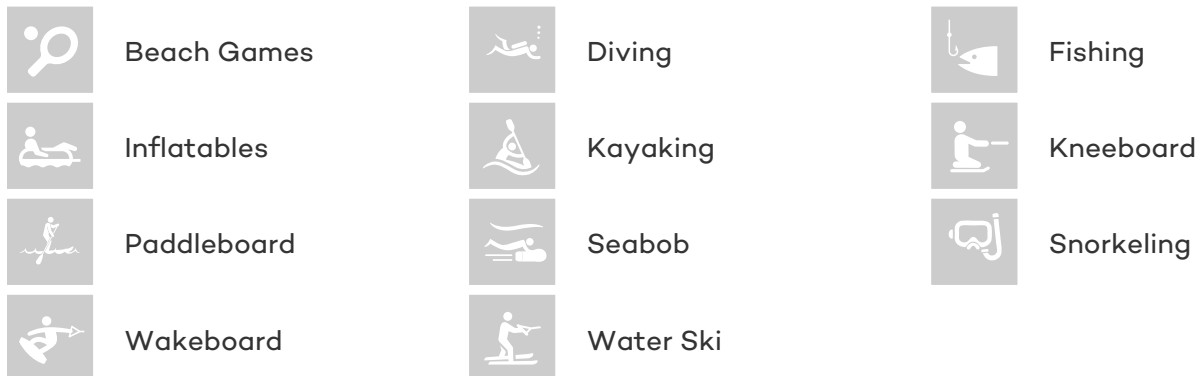 Beach Games
Diving
Fishing
Inflatables
Kayaking
Kneeboard
Paddleboard
Seabob
Snorkeling
Wakeboard
Water Ski